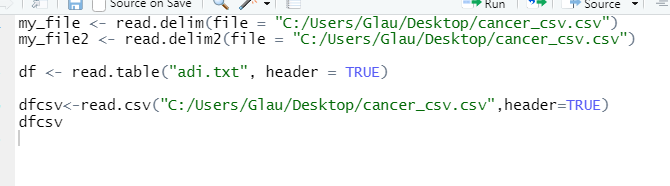 Source on Save
Run
Source
my_file <- read.delim(file = "C:/Users/Glau/Desktop/cancer_csv.csv")
my_file2 <- read.delim2(file = "C:/Users/Glau/Desktop/cancer_csv.csv")
df <- read.table("adi.txt", header = TRUE)
dfcsv<-read.csv("C:/Users/Glau/Desktop/cancer_csv.csv",header=TRUE)
dfcsv